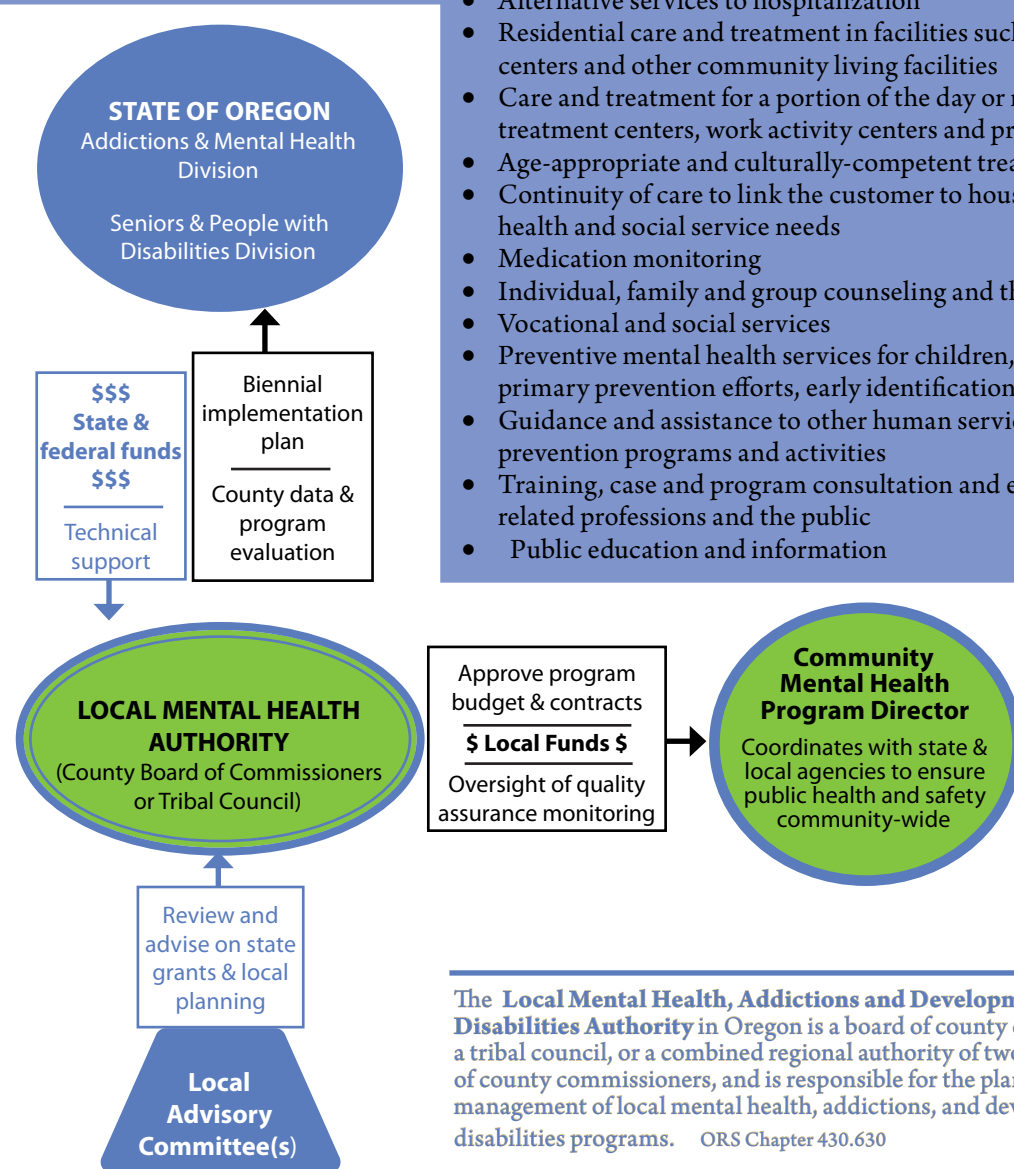 STATE OF OREGON
Addictions & Mental Health
Division
Seniors & People with
Disabilities Division
$$$
State &
federal funds
$$$
Technical
support
Biennial
implementation
plan
County data &
program
evaluation
LOCAL MENTAL HEALTH
AUTHORITY
(County Board of Commissioners
or Tribal Council)
Review and
advise on state
grants & local
planning
Local
Advisory
Committee(s)
• Alternative services to hospitalization
• Residential care and treatment in facilities such
centers and other community living facilities
• Care and treatment for a portion of the day or
treatment centers, work activity centers and
• Age-appropriate and culturally-competent
• Continuity of care to link the customer to
health and social service needs
• Medication monitoring
• Individual, family and group counseling and
• Vocational and social services
• Preventive mental health services for children,
primary prevention efforts, early identification
• Guidance and assistance to other human
prevention programs and activities
• Training, case and program consultation and
related professions and the public
• Public education and information
Approve program
budget & contracts
$ Local Funds $
Oversight of quality
assurance monitoring
Community
Mental Health
Program Director
Coordinates with state &
local agencies to ensure
public health and safety
community-wide
The Local Mental Health, Addictions and
Disabilities Authority in Oregon is a board of county
a tribal council, or a combined regional authority of
of county commissioners, and is responsible for the
management of local mental health, addictions, and
disabilities programs. ORS Chapter 430.630